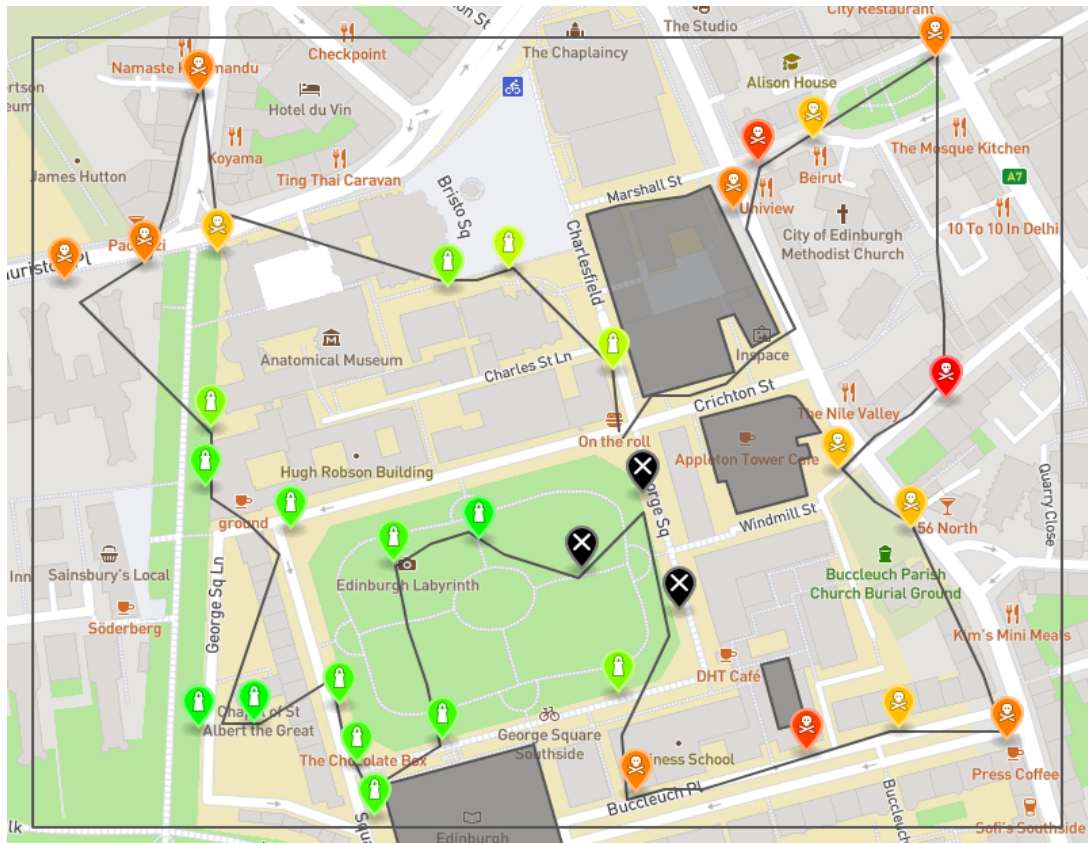 City Restaurant
The Studio
Checkpoint
The Chaplaincy
Namaste K
mandu
Hotel du Vin
Alison House
Koyama
The Mosque Kitchen
James Hutton
Ting Thai Caravan
Beirut
A7
Marshall St
Uniview
Bristo Sq
10 To 10 In Delhi
City of Edinburgh
Methodist Church
Charlesfield
Anatomical Museum
Inspace
Charles St Ln
Crichton St
The Nile Valley
On the roll
Appleton Tower Cafe
Hugh Robson Building
ground
56 North
Windmill St
Quarry Close
Inn
Sainsbury's Local
Edinburgh Labyrinth
Buccleuch Parish
Church Burial Ground
Söderberg
George Sq Ln
Kim's Mini Meals
DHT Café
Albert the Great
George Square
Southside
The Chocolate Box
Press Coffee
Buccleuch Pl
Buccleuch
Edinburgh
Sofi's Southside